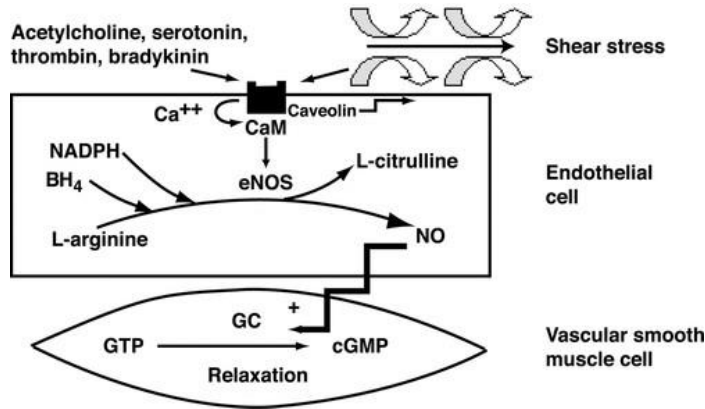 Acetylcholine, serotonin,
thrombin, bradykinin
Shear stress
Ca++
Caveolin
CaM
NADPH
BH4
eNOS
L-citrulline
L-arginine
NO
Endothelial
cell
GC
+
GTP
cGMP
Relaxation
Vascular smooth
muscle cell